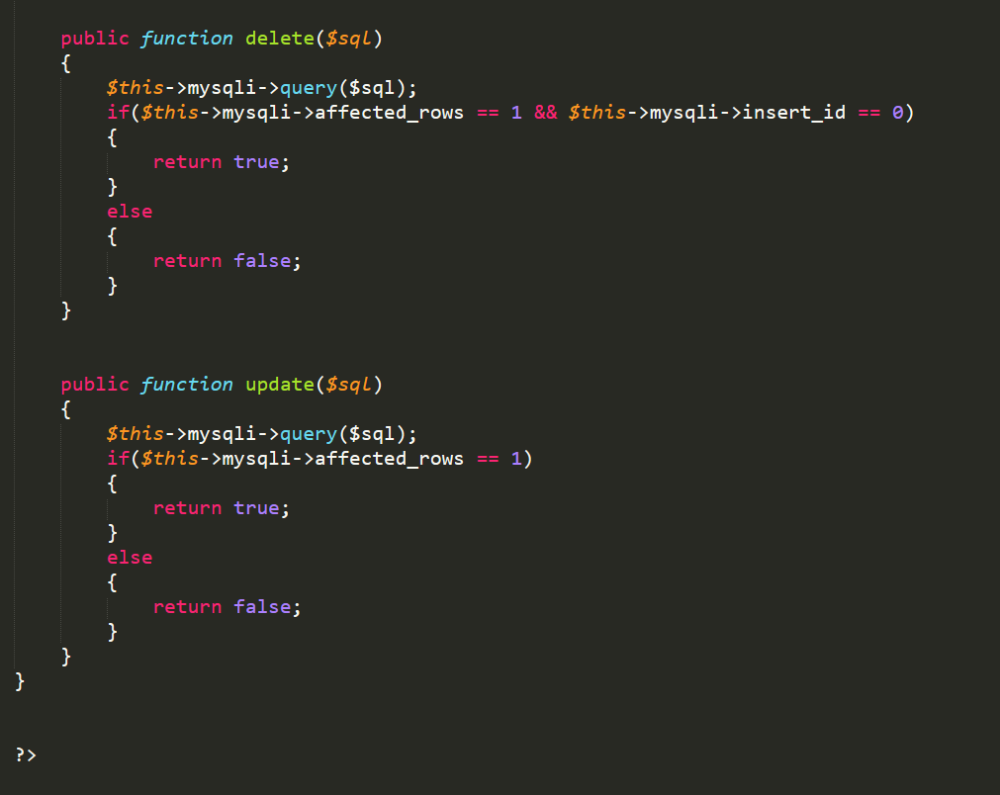 public function delete($sql)
    {
        $this->mysqli->query($sql);
        if($this->mysqli->affected_rows == 1 && $this->mysqli->insert_id == 0)
        {
            return true;
        }
        else
        {
            return false;
        }
    }
    public function update($sql)
    {
        $this->mysqli->query($sql);
        if($this->mysqli->affected_rows == 1)
        {
            return true;
        }
        else
        {
            return false;
        }
    }
}
?>